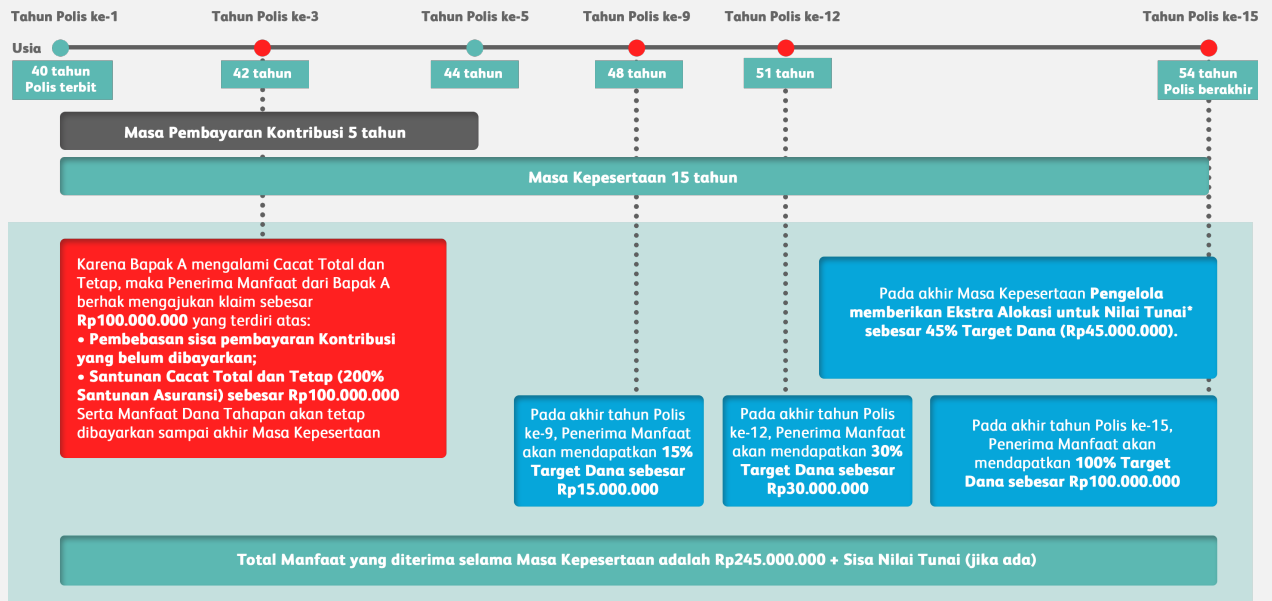 Tahun Polis ke-1
Tahun Polis ke-3
Tahun Polis ke-5
Tahun Polis ke-9
Tahun Polis ke-12
Tahun Polis ke-15
Usia
40 tahun
Polis terbit
42 tahun
44 tahun
48 tahun
51 tahun
54 tahun
Polis berakhir
Masa Pembayaran Kontribusi 5 tahun
Masa Kepesertaan 15 tahun
Karena Bapak A mengalami Cacat Total dan
Tetap, maka Penerima Manfaat dari Bapak A
berhak mengajukan klaim sebesar
Rp100.000.000 yang terdiri atas:
• Pembebasan sisa pembayaran Kontribusi
yang belum dibayarkan;
• Santunan Cacat Total dan Tetap (200%
Santunan Asuransi) sebesar Rp100.000.000
Serta Manfaat Dana Tahapan akan tetap
dibayarkan sampai akhir Masa Kepesertaan
Pada akhir Masa Kepesertaan Pengelola
memberikan Ekstra Alokasi untuk Nilai Tunai*
sebesar 45% Target Dana (Rp45.000.000).
Pada akhir tahun Polis
ke-9, Penerima Manfaat
akan mendapatkan 15%
Target Dana sebesar
Rp15.000.000
Pada akhir tahun Polis
ke-12, Penerima Manfaat
akan mendapatkan 30%
Target Dana sebesar
Rp30.000.000
Pada akhir tahun Polis ke-15,
Penerima Manfaat akan
mendapatkan 100% Target
Dana sebesar Rp100.000.000
Total Manfaat yang diterima selama Masa Kepesertaan adalah Rp245.000.000 + Sisa Nilai Tunai (jika ada)